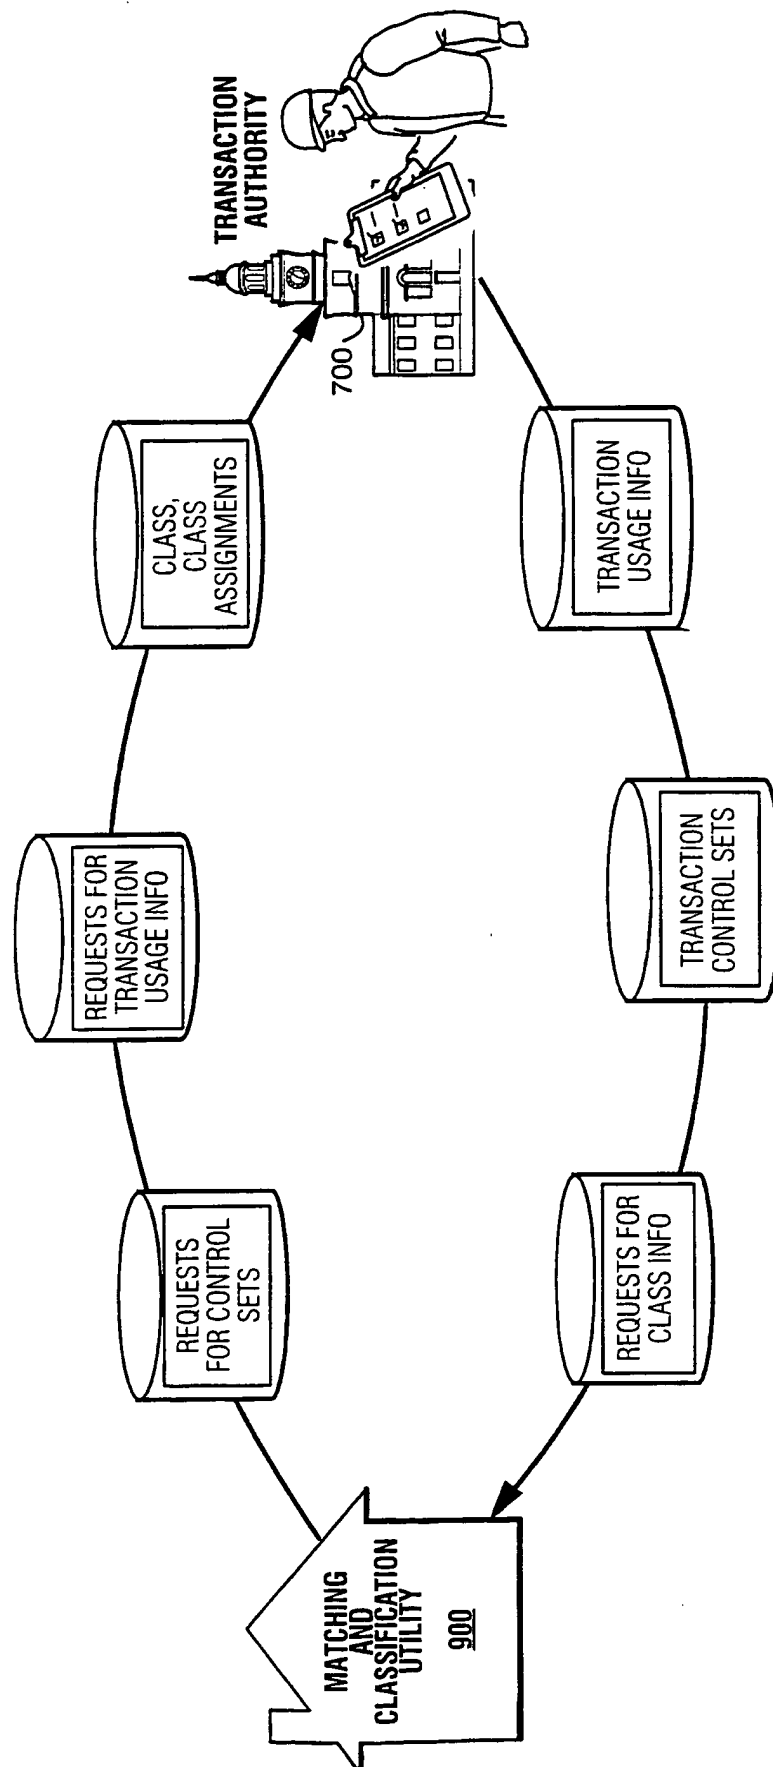 TRANSACTION
AUTHORITY
700
CLASS,
CLASS
ASSIGNMENTS
REQUESTS FOR
TRANSACTION
USAGE INFO
REQUESTS
FOR CONTROL
SETS
MATCHING
AND
CLASSIFICATION
UTILITY
900
REQUESTS FOR
CLASS INFO
TRANSACTION
CONTROL SETS
TRANSACTION
USAGE INFO